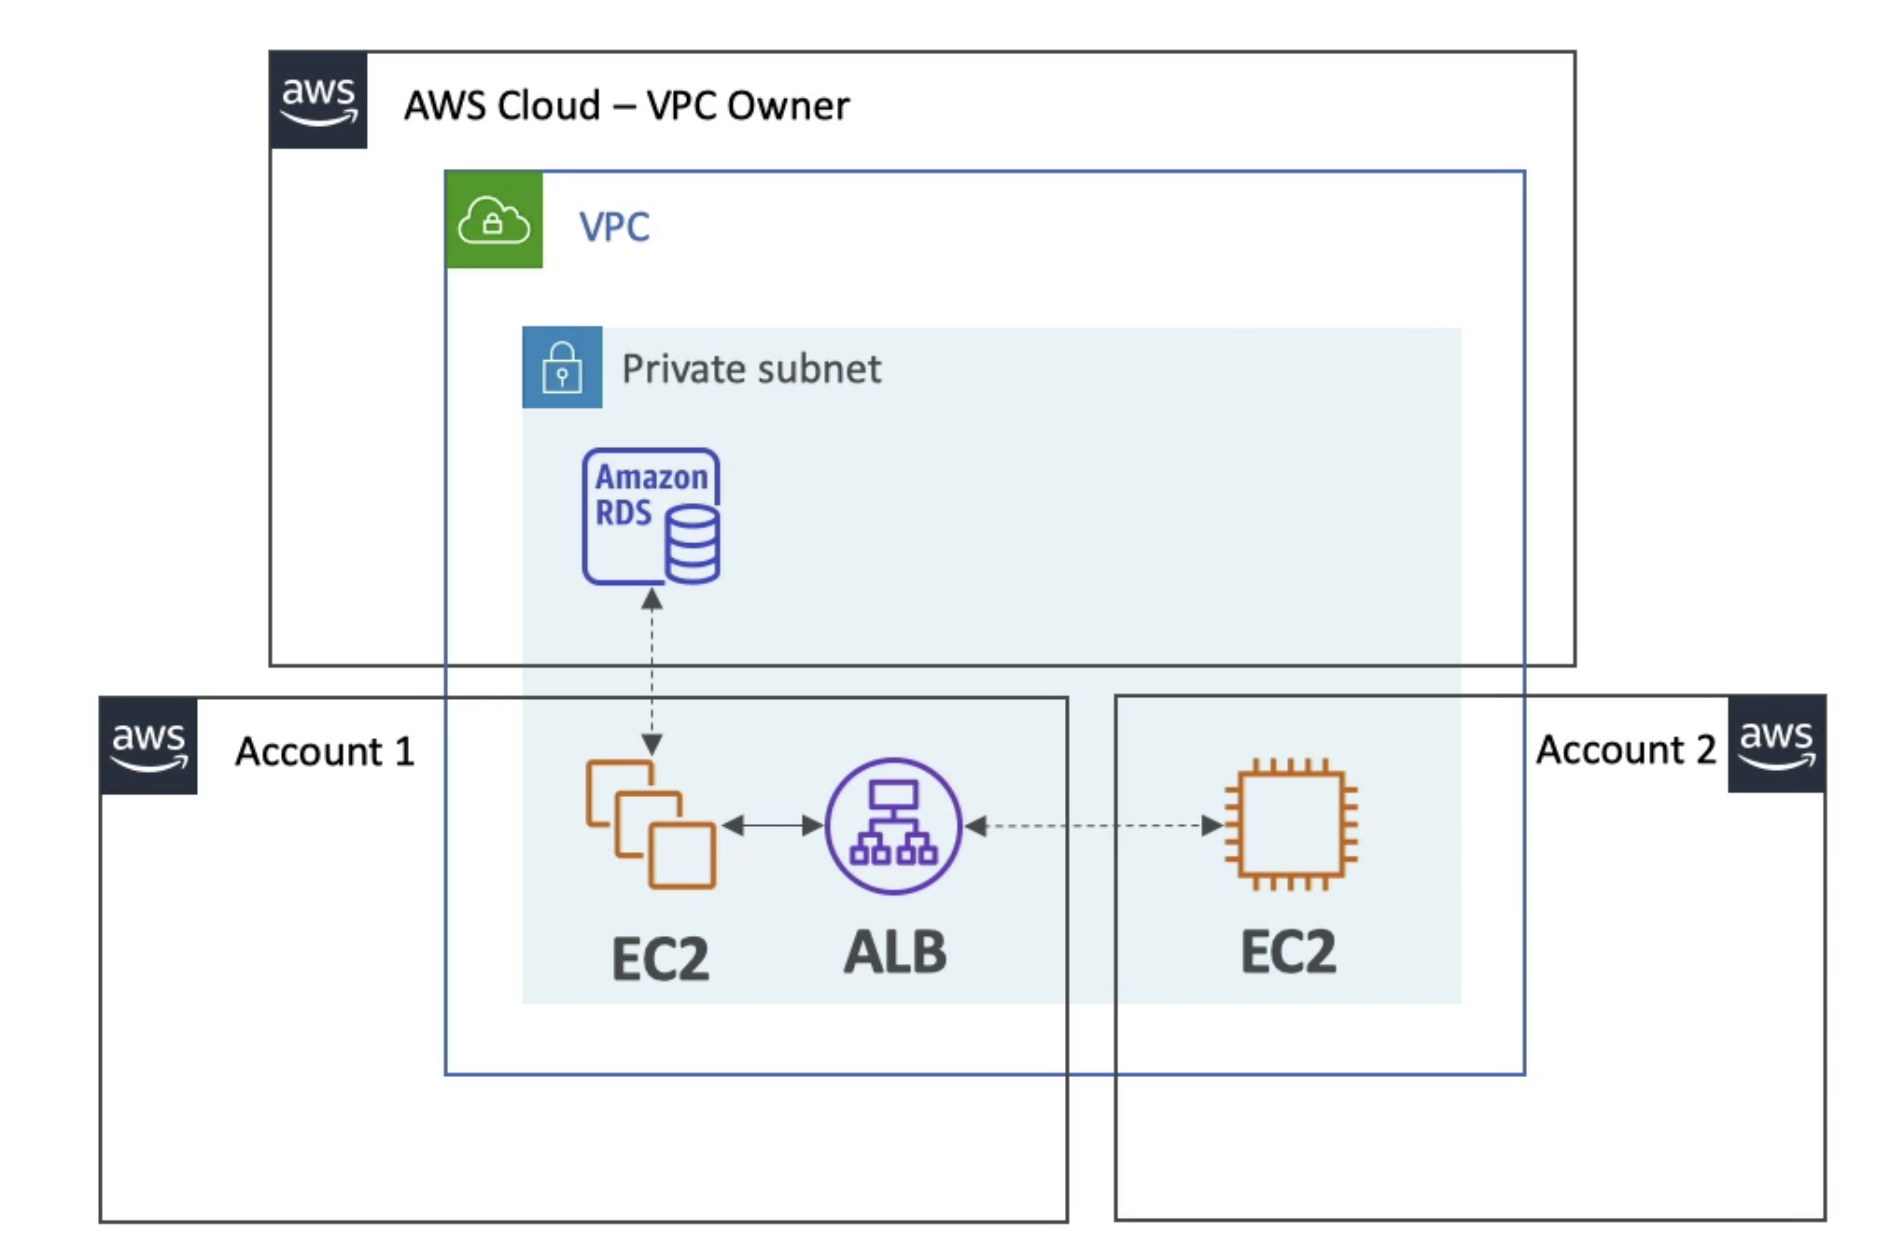 aws
AWS Cloud – VPC Owner
VPC
Private subnet
Amazon
RDS
aws
Account 1
Account 2
aws
EC2
ALB
EC2